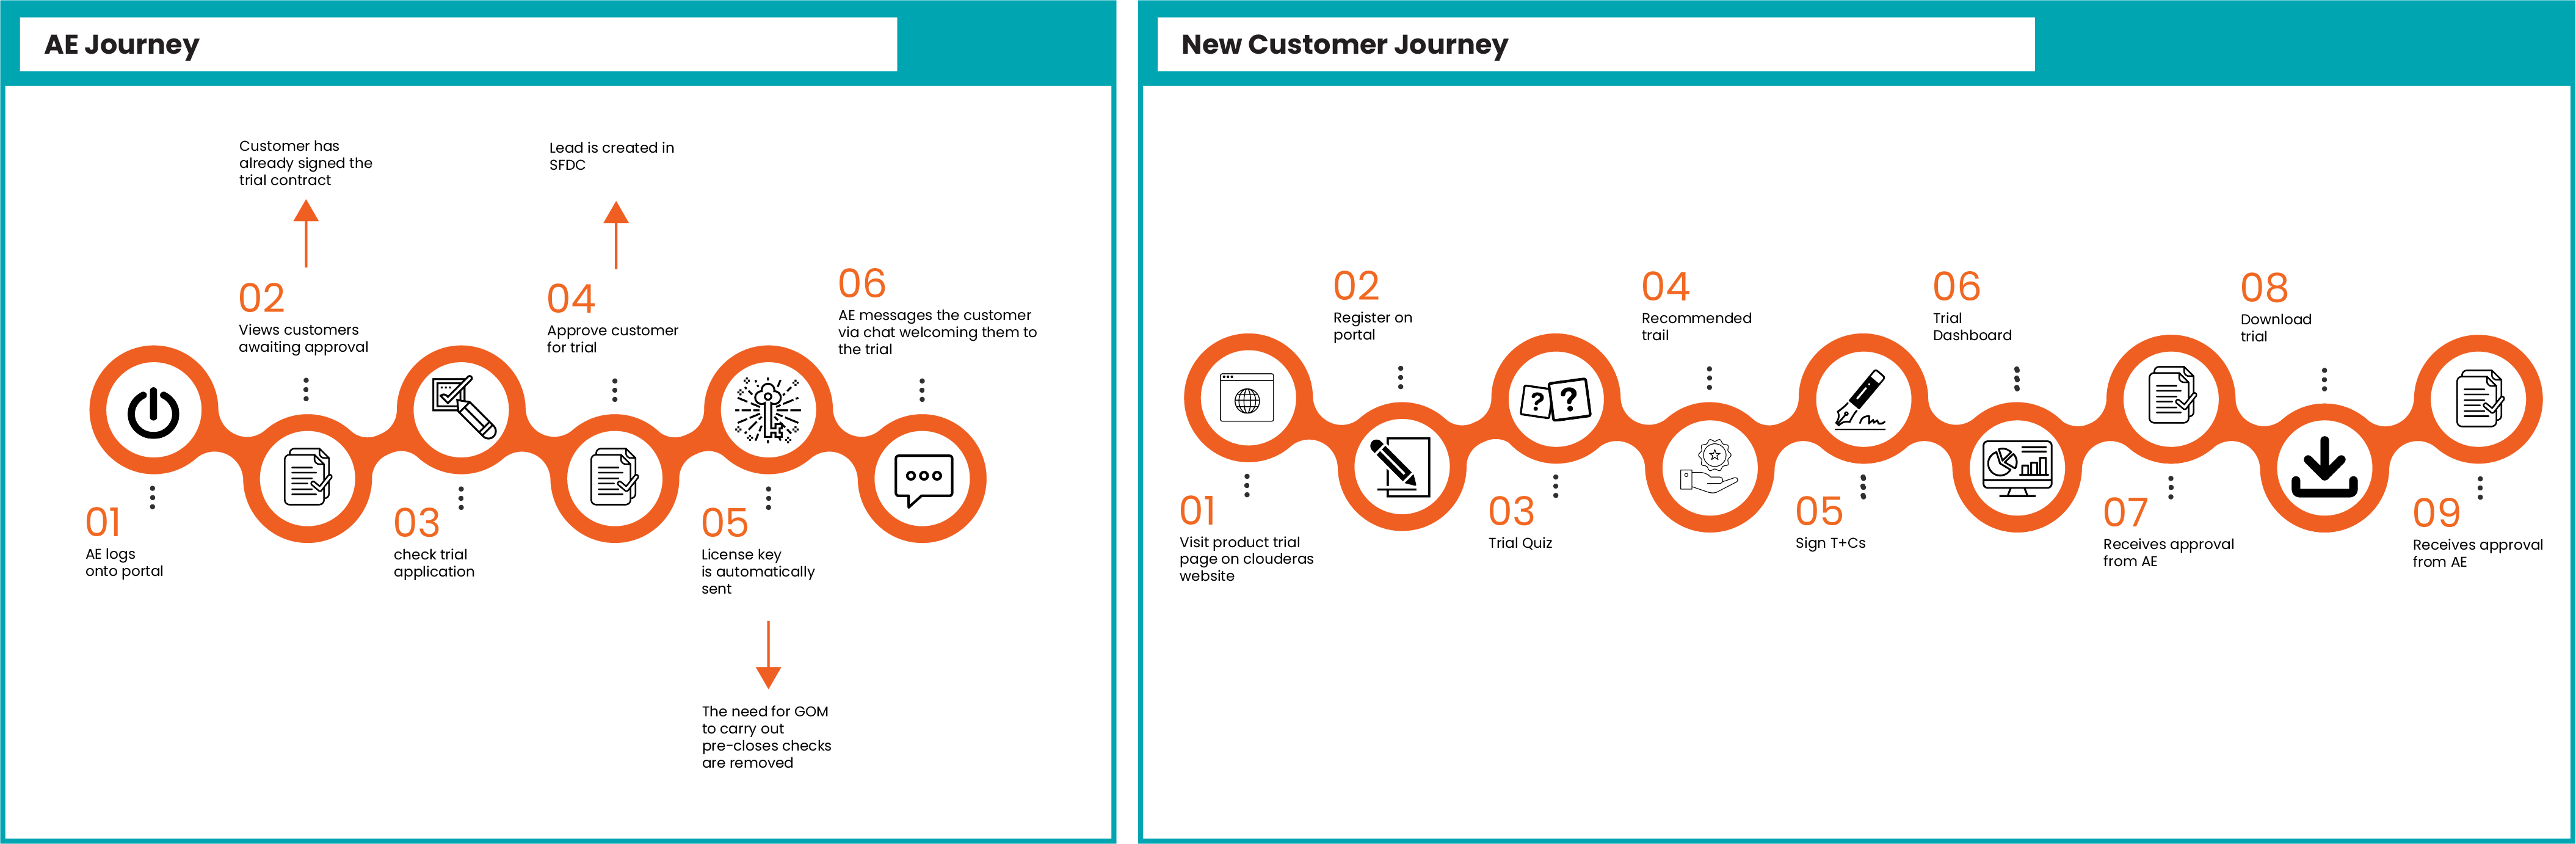 AE Journey
Customer has
already signed the
trial contract
Lead is created in
SFDC
02
Views customers
awaiting approval
04
Approve customer
for trial
06
AE messages the customer
via chat welcoming them to
the trial
01
AE logs
onto portal
03
check trial
application
05
License key
is automatically
sent
The need for GOM
to carry out
pre-closes checks
are removed
New Customer Journey
02
Register on
portal
04
Recommended
trail
06
Trial
Dashboard
08
Download
trial
? ?
01
Visit product trial
page on clouderas
website
03
Trial Quiz
05
Sign T+Cs
07
Receives approval
from AE
09
Receives approval
from AE